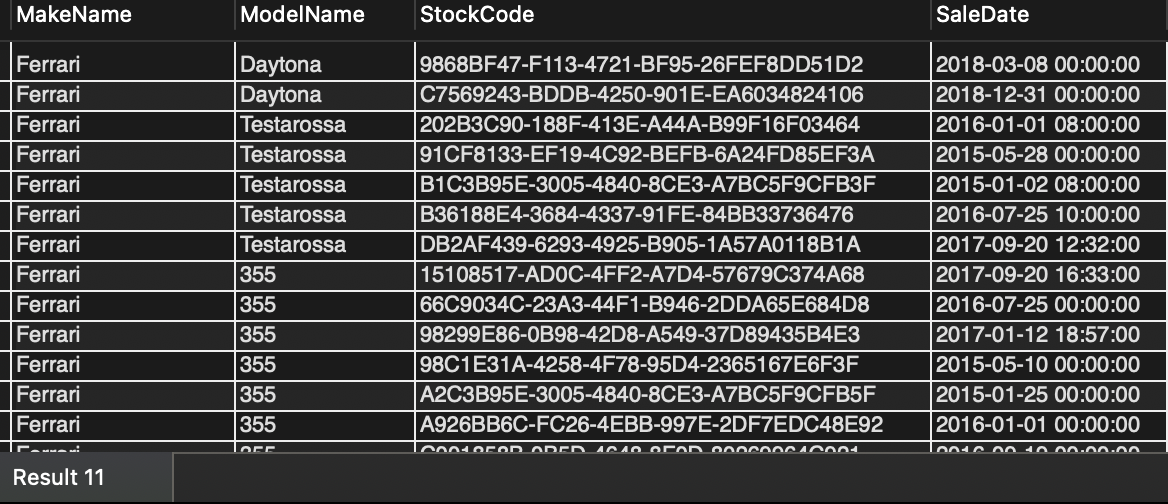 MakeName ModelName StockCode SaleDate
Ferrari Daytona 9868BF47-F113-4721-BF95-26FEF8DD51D2 2018-03-08 00:00:00
Ferrari Daytona C7569243-BDDB-4250-901E-EA6034824106 2018-12-31 00:00:00
Ferrari Testarossa 202B3C90-188F-413E-A44A-B99F16F03464 2016-01-01 08:00:00
Ferrari Testarossa 91CF8133-EF19-4C92-BEFB-6A24FD85EF3A 2015-05-28 00:00:00
Ferrari Testarossa B1C3B95E-3005-4840-8CE3-A7BC5F9CFB3F 2015-01-02 08:00:00
Ferrari Testarossa B36188E4-3684-4337-91FE-84BB33736476 2016-07-25 10:00:00
Ferrari Testarossa DB2AF439-6293-4925-B905-1A57A0118B1A 2017-09-20 12:32:00
Ferrari 355 15108517-AD0C-4FF2-A7D4-57679C374A68 2017-09-20 16:33:00
Ferrari 355 66C9034C-23A3-44F1-B946-2DDA65E684D8 2016-07-25 00:00:00
Ferrari 355 98299E86-0B98-42D8-A549-37D89435B4E3 2017-01-12 18:57:00
Ferrari 355 98C1E31A-4258-4F78-95D4-2365167E6F3F 2015-05-10 00:00:00
Ferrari 355 A2C3B95E-3005-4840-8CE3-A7BC5F9CFB5F 2015-01-25 00:00:00
Ferrari 355 A926BB6C-FC26-4EBB-997E-2DF7EDC48E92 2016-01-01 00:00:00
Ferrari 355
Result 11